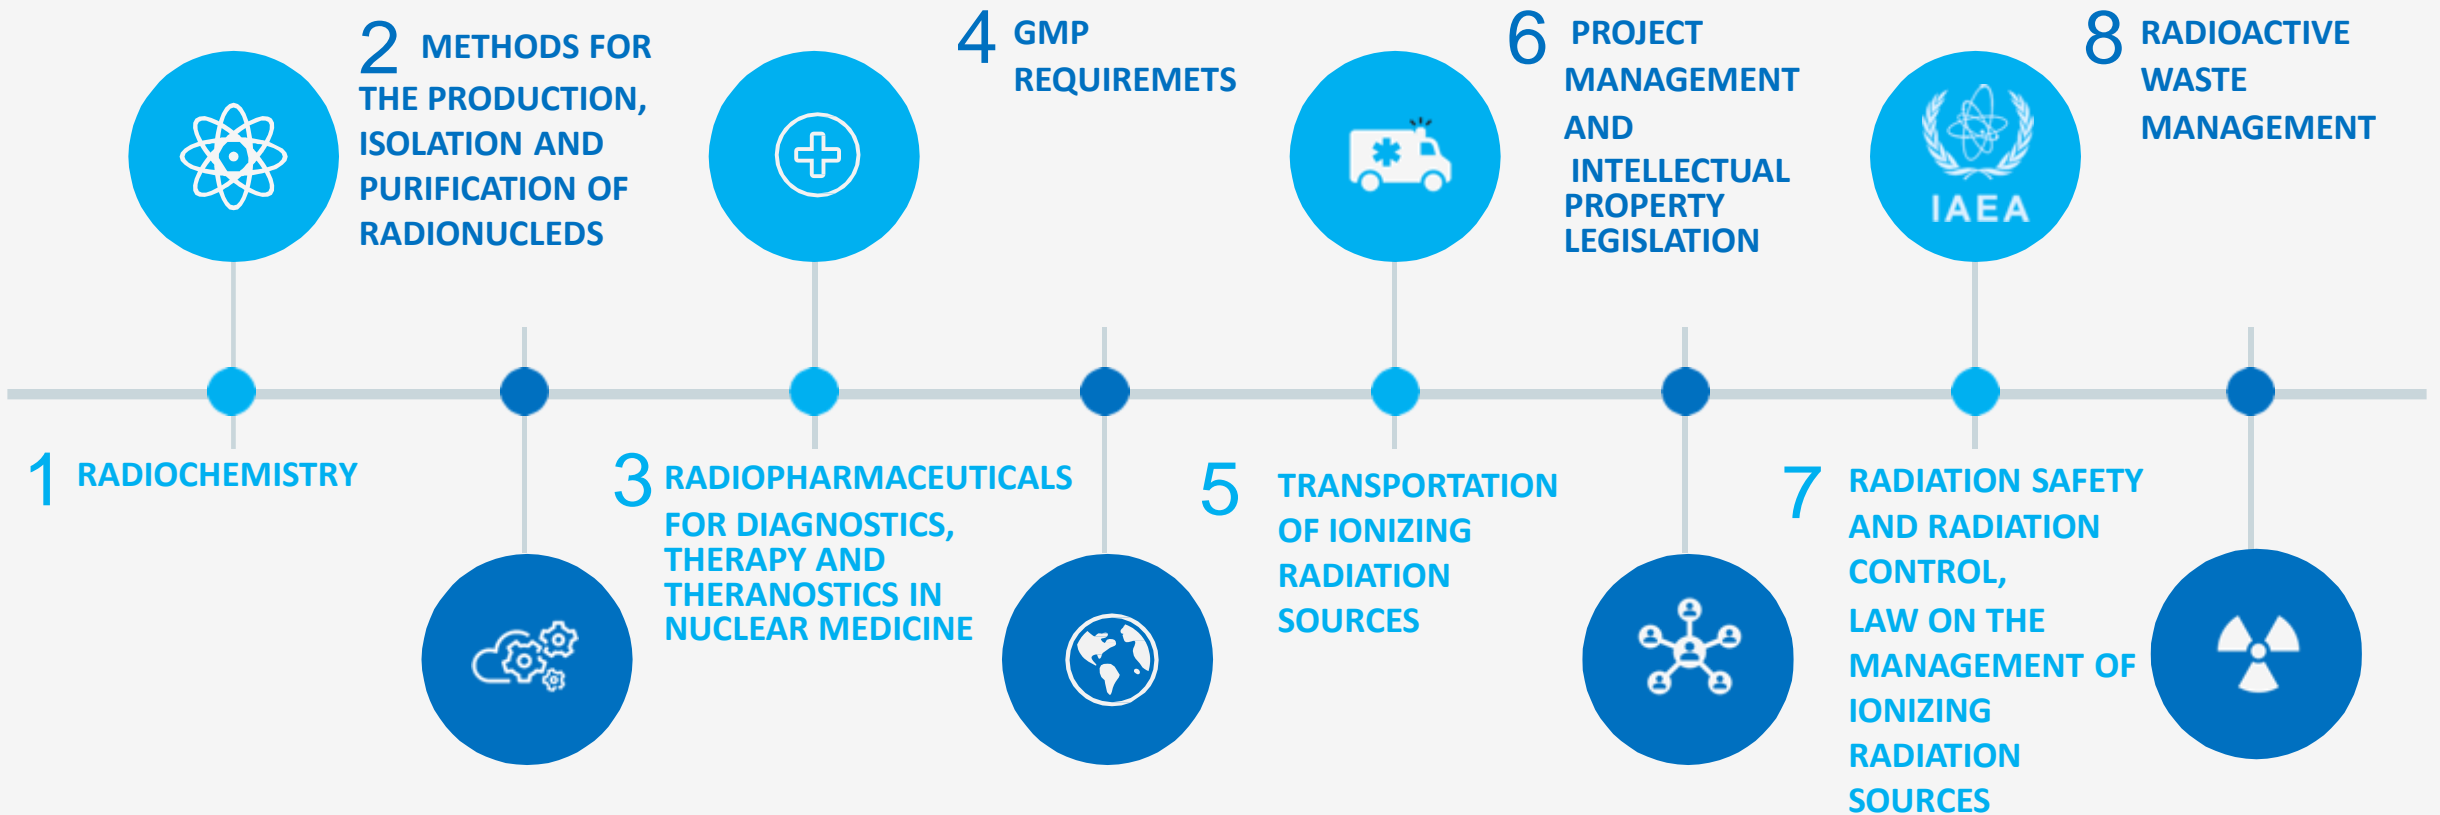 1 RADIOCHEMISTRY
2 METHODS FOR
THE PRODUCTION,
ISOLATION AND
PURIFICATION OF
RADIONUCLEDS
3 RADIOPHARMACEUTICALS
FOR DIAGNOSTICS,
THERAPY AND
THERANOSTICS IN
NUCLEAR MEDICINE
4 GMP
REQUIREMETS
5 TRANSPORTATION
OF IONIZING
RADIATION
SOURCES
6 PROJECT
MANAGEMENT
AND
INTELLECTUAL
PROPERTY
LEGISLATION
IAEA
7 RADIATION SAFETY
AND RADIATION
CONTROL,
LAW ON THE
MANAGEMENT OF
IONIZING
RADIATION
SOURCES
8 RADIOACTIVE
WASTE
MANAGEMENT